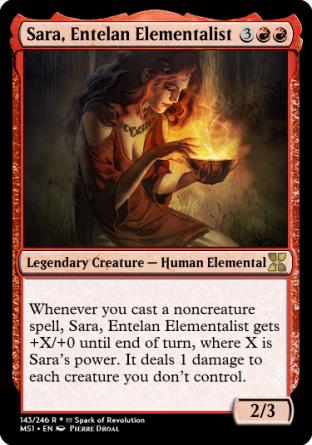 Sara, Entelan Elementalist 3
Legendary Creature — Human Elemental
Whenever you cast a noncreature
spell, Sara, Entelan Elementalist gets
+X/+0 until end of turn, where X is
Sara's power. It deals 1 damage to
each creature you don't control.
2/3
143/246 R * Spark of Revolution
MS1 • EN Pierre Droal